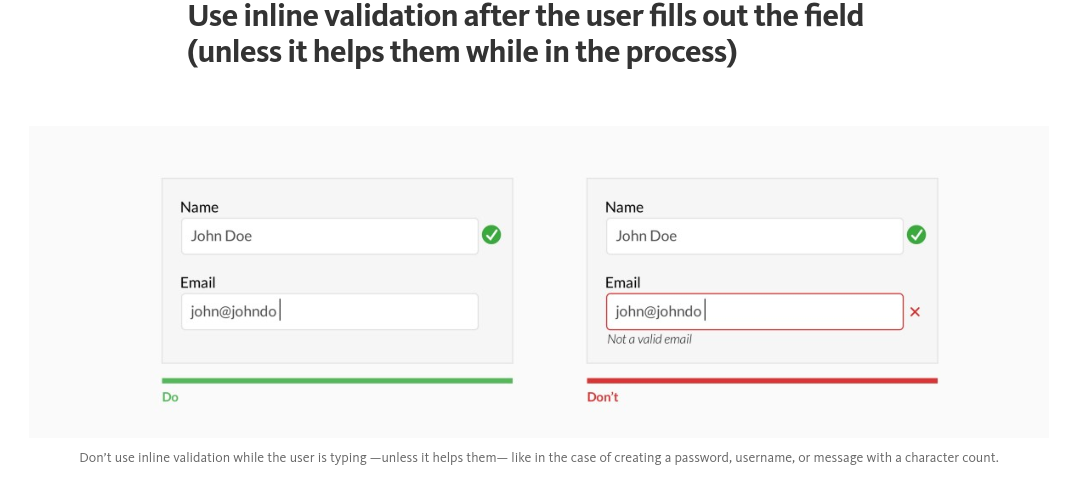 Use inline validation after the user fills out the field
(unless it helps them while in the process)
Name
John Doe
Email
john@johndo
Do
Name
John Doe
Email
john@johndo
Not a valid email
Don't
Don’t use inline validation while the user is typing —unless it helps them— like in the case of creating a password, username, or message with a character count.